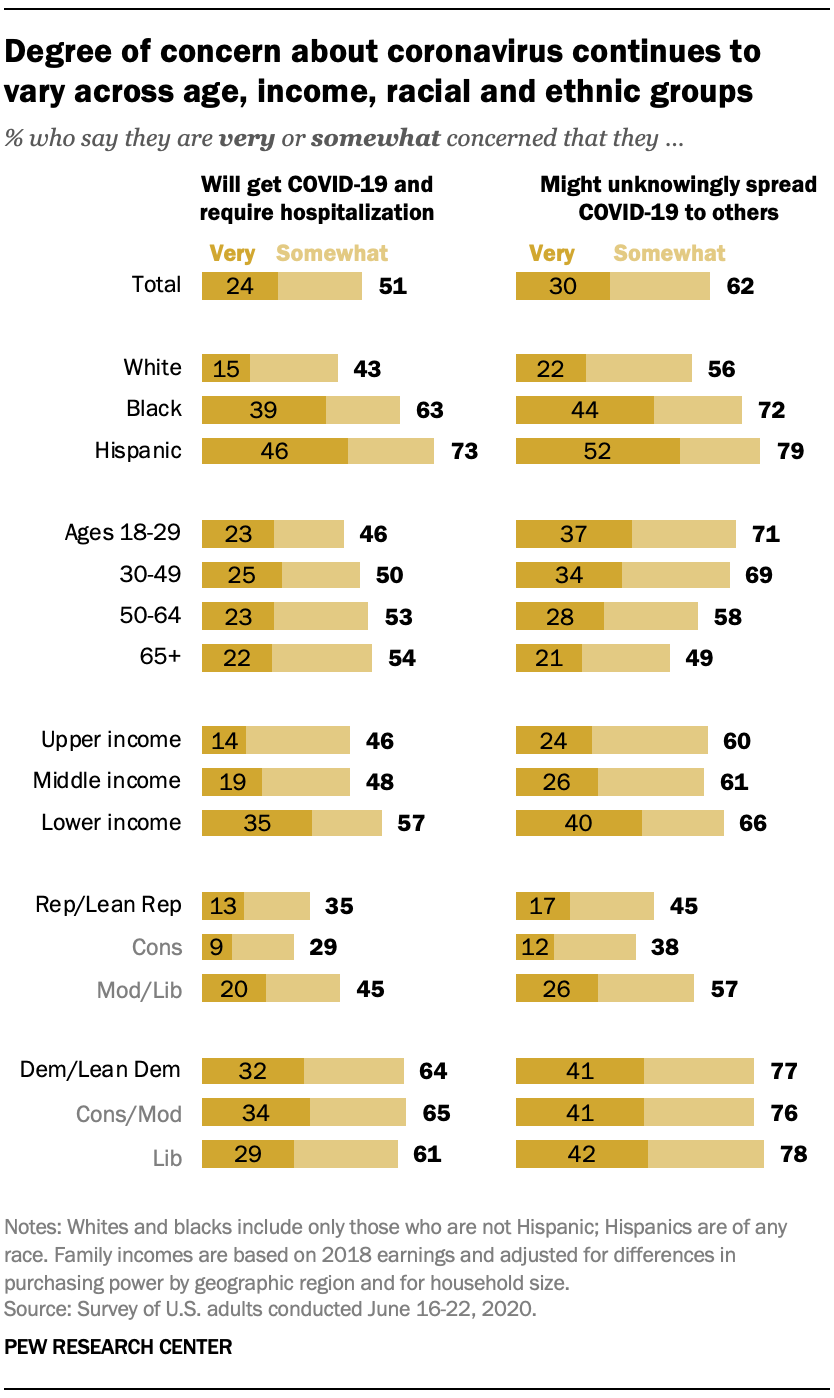 Degree of concern about coronavirus continues to
vary across age, income, racial and ethnic groups
% who say they are very or somewhat concerned that they ...
Will get COVID-19 and
require hospitalization
Might unknowingly spread
COVID-19 to others
Very Somewhat Very Somewhat
Total 24 51 30 62
White 15 43 22 56
Black 39 63 44 72
Hispanic 46 73 52 79
Ages 18-29 23 46 37 71
30-49 25 50 34 69
50-64 23 53 28 58
65+ 22 54 21 49
Upper income 14 46 24 60
Middle income 19 48 26 61
Lower income 35 57 40 66
Rep/Lean Rep 13 35 17 45
Cons 9 29 12 38
Mod/Lib 20 45 26 57
Dem/Lean Dem 32 64 41 77
Cons/Mod 34 65 41 76
Lib 29 61 42 78
Notes: Whites and blacks include only those who are not Hispanic; Hispanics are of any
race. Family incomes are based on 2018 earnings and adjusted for differences in
purchasing power by geographic region and for household size.
Source: Survey of U.S. adults conducted June 16-22, 2020.
PEW RESEARCH CENTER